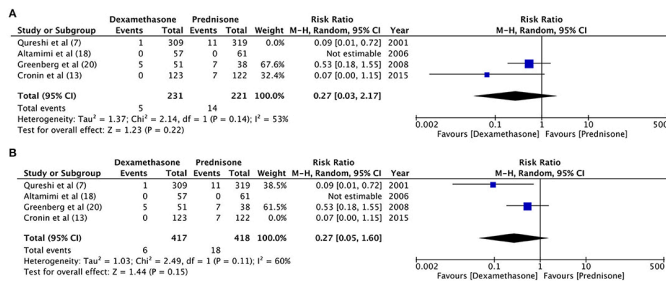 A
Dexamethasone Prednisone Risk Ratio Risk Ratio
Study or Subgroup Events Total Events Total Weight M-H, Random, 95% CI Year M-H, Random, 95% CI
Qureshi et al (7) 1 309 11 319 0.0% 0.09 [0.01, 0.72] 2001
Altamimi et al (18) 0 57 0 61 Not estimable 2006
Greenberg et al (20) 5 51 7 38 67.6% 0.53 [0.18, 1.55] 2008
Cronin et al (13) 0 123 7 122 32.4% 0.07 [0.00, 1.15] 2015
Total (95% CI) 231 221 100.0% 0.27 [0.03, 2.17]
Total events 5 14
Heterogeneity: Tau² = 1.37; Chi² = 2.14, df = 1 (P = 0.14); I² = 53%
Test for overall effect: Z = 1.23 (P = 0.22)
0.002 0.1 1 10 500
Favours [Dexamethasone] Favours [Prednisone]
B
Dexamethasone Prednisone Risk Ratio Risk Ratio
Study or Subgroup Events Total Events Total Weight M-H, Random, 95% CI Year M-H, Random, 95% CI
Qureshi et al (7) 1 309 11 319 38.5% 0.09 [0.01, 0.72] 2001
Altamimi et al (18) 0 57 0 61 Not estimable 2006
Greenberg et al (20) 5 51 7 38 61.5% 0.53 [0.18, 1.55] 2008
Cronin et al (13) 0 123 7 122 0.0% 0.07 [0.00, 1.15] 2015
Total (95% CI) 417 418 100.0% 0.27 [0.05, 1.60]
Total events 6 18
Heterogeneity: Tau² = 1.03; Chi² = 2.49, df = 1 (P = 0.11); I² = 60%
Test for overall effect: Z = 1.44 (P = 0.15)
0.002 0.1 1 10 500
Favours [Dexamethasone] Favours [Prednisone]